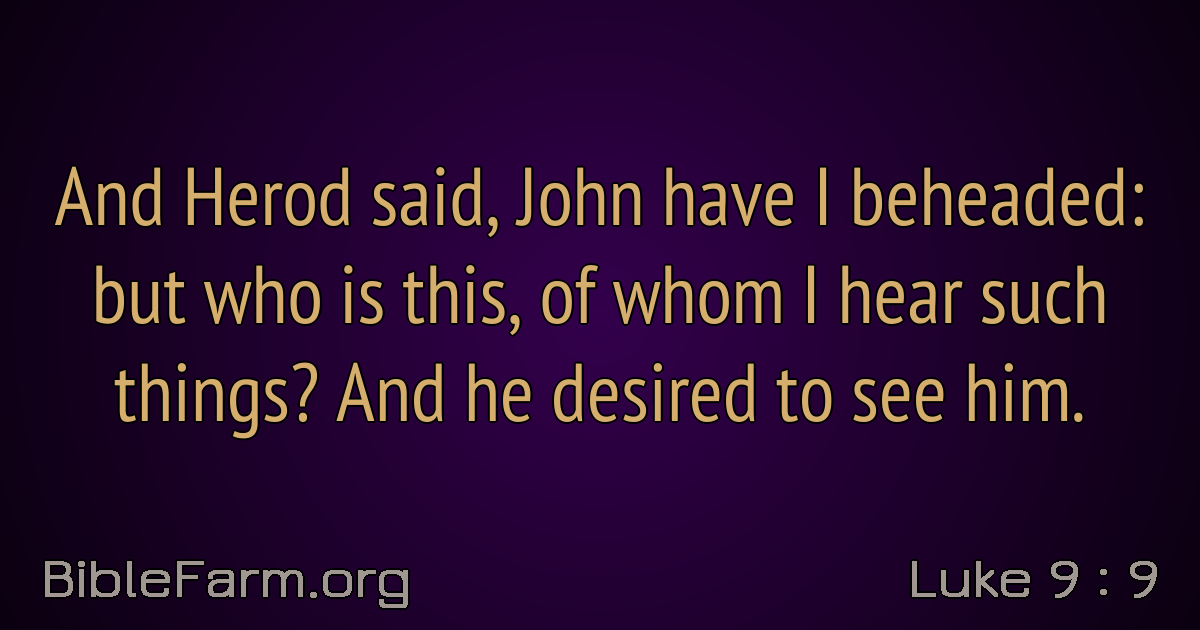 And Herod said, John have I beheaded:
but who is this, of whom I hear such
things? And he desired to see him.
BibleFarm.org
Luke 9 : 9